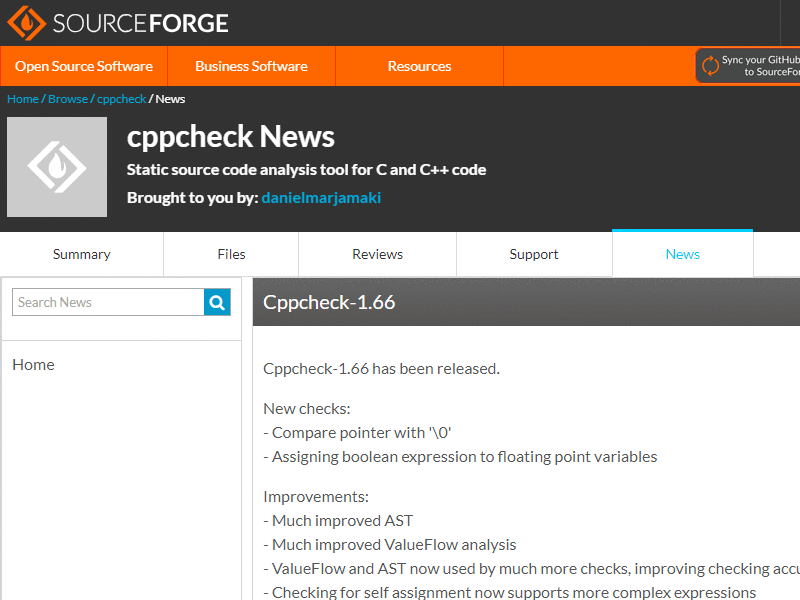 SOURCEFORGE
Open Source Software Business Software Resources
Sync your GitHub
to SourceFor
Home / Browse / cppcheck / News
cppcheck News
Static source code analysis tool for C and C++ code
Brought to you by: danielmarjamaki
Summary Files Reviews Support News
Search News
Cppcheck-1.66
Home
Cppcheck-1.66 has been released.
New checks:
- Compare pointer with '\0'
- Assigning boolean expression to floating point variables
Improvements:
- Much improved AST
- Much improved ValueFlow analysis
- ValueFlow and AST now used by much more checks, improving checking accu
- Checking for self assignment now supports more complex expressions